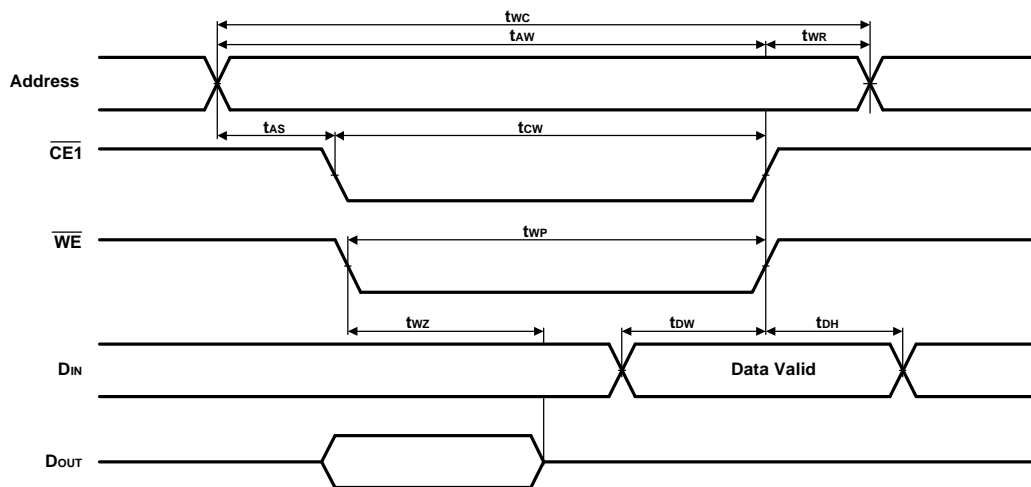 tWC
tAW tWR
Address
tAS tCW
CE1
tWP
WE
tWZ tDW tDH
DIN Data Valid
DOUT